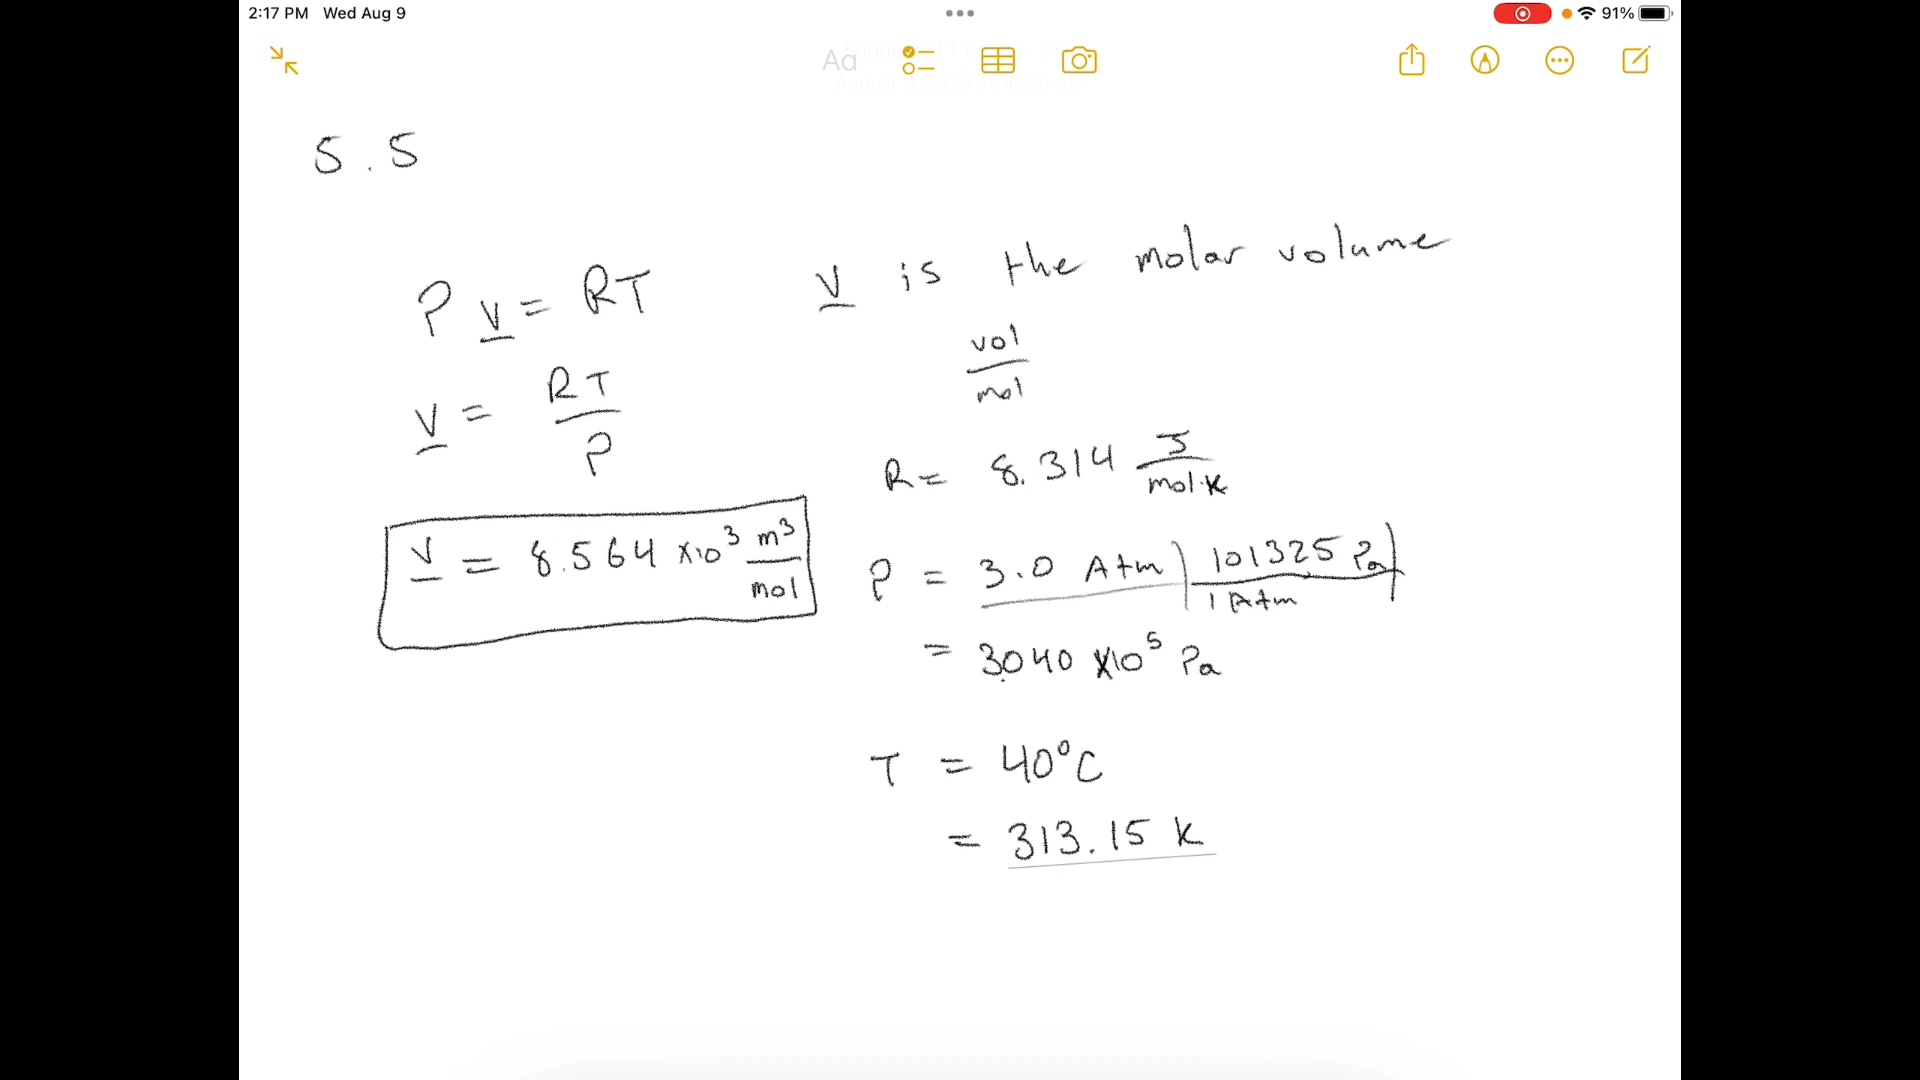 2:17 PM Wed Aug 9
91%
Aa
5.5
P V = RT
V is the molar volume
vol
mol
V = RT
P
R = 8.314 J
mol·K
V = 8.564 x10³ m³
mol
P = 3.0 Atm | 101325 Pa |
1 Atm
= 3.040 x10⁵ Pa
T = 40°C
= 313.15 K